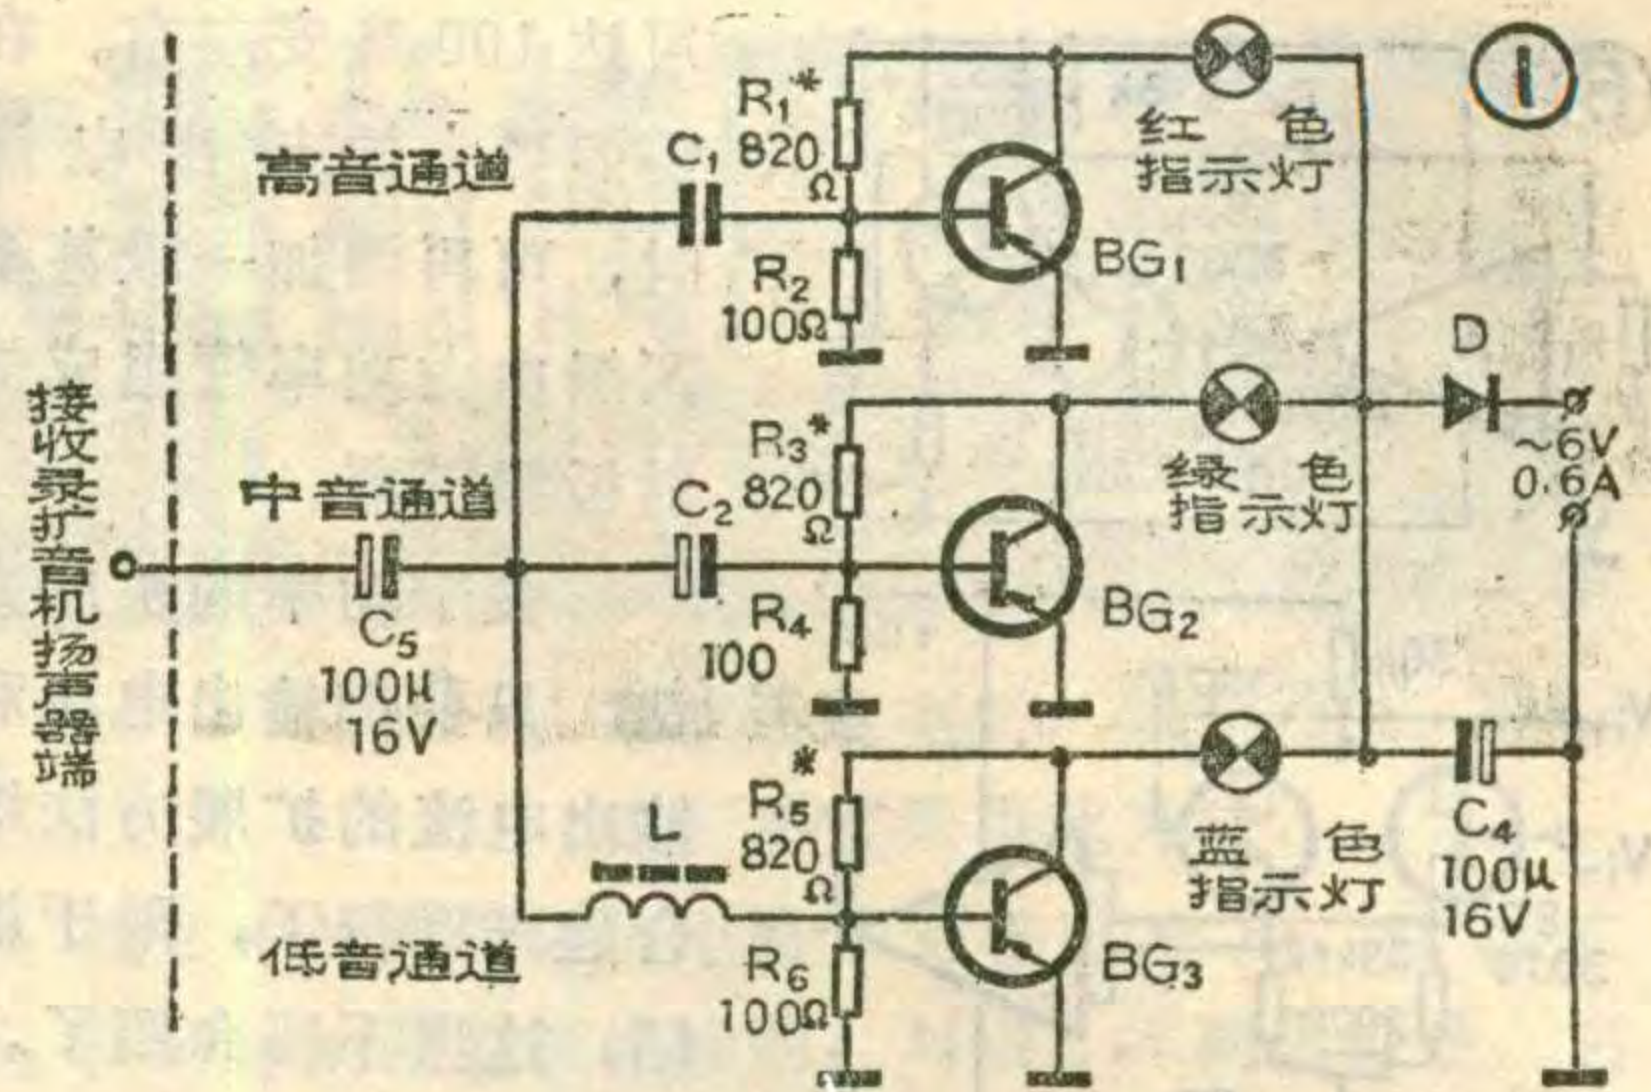 ①
高音通道
C₁
R₁*
820
Ω
R₂
100Ω
BG₁
红色
指示灯
接收录扩音机扬声器端
中音通道
C₅
100μ
16V
C₂
R₃*
820
Ω
R₄
100
BG₂
绿色
指示灯
D
~6V
0.6A
低音通道
L
R₅*
820
Ω
R₆
100Ω
BG₃
蓝色
指示灯
C₄
100μ
16V